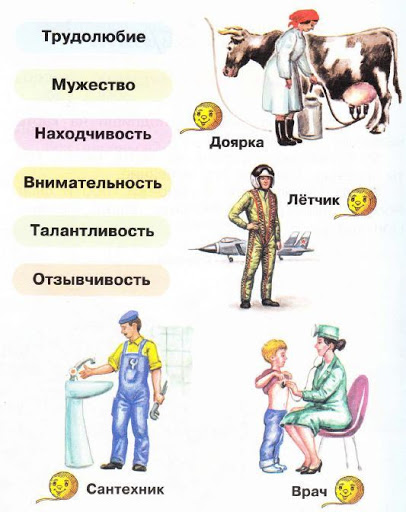 Трудолюбие
Мужество
Находчивость
Внимательность
Талантливость
Отзывчивость
Доярка
Лётчик
Сантехник
Врач